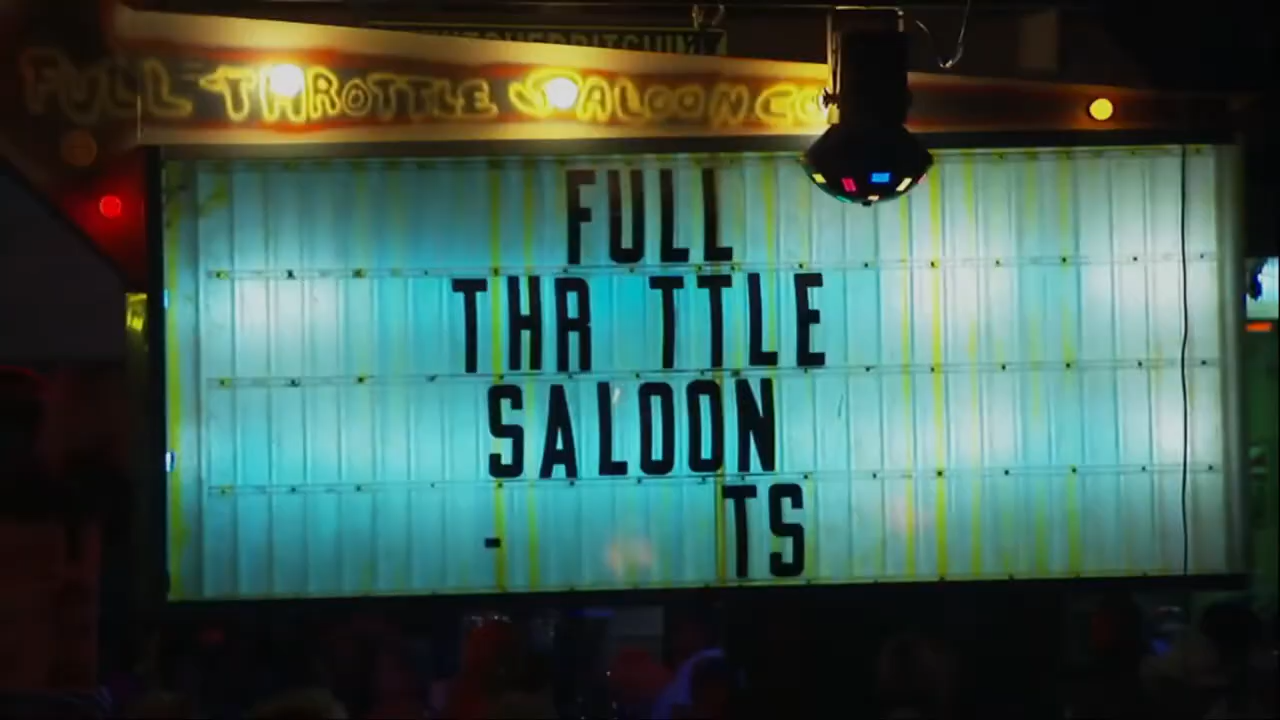 FULL THROTTLE SALOON.CO
FULL
THR TTLE
SALOON
- TS